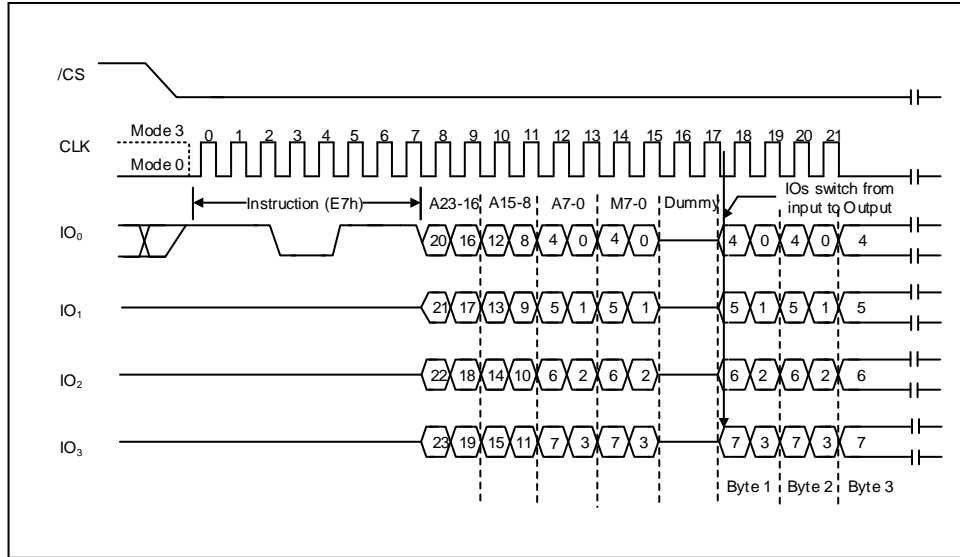 /CS
Mode 3
CLK
Mode 0
0 1 2 3 4 5 6 7 8 9 10 11 12 13 14 15 16 17 18 19 20 21
Instruction (E7h) A23-16 A15-8 A7-0 M7-0 Dummy
IOs switch from
input to Output
IO₀ 20 16 12 8 4 0 4 0 4 0 4 0 4
IO₁ 21 17 13 9 5 1 5 1 5 1 5 1 5
IO₂ 22 18 14 10 6 2 6 2 6 2 6 2 6
IO₃ 23 19 15 11 7 3 7 3 7 3 7 3 7
Byte 1 Byte 2 Byte 3